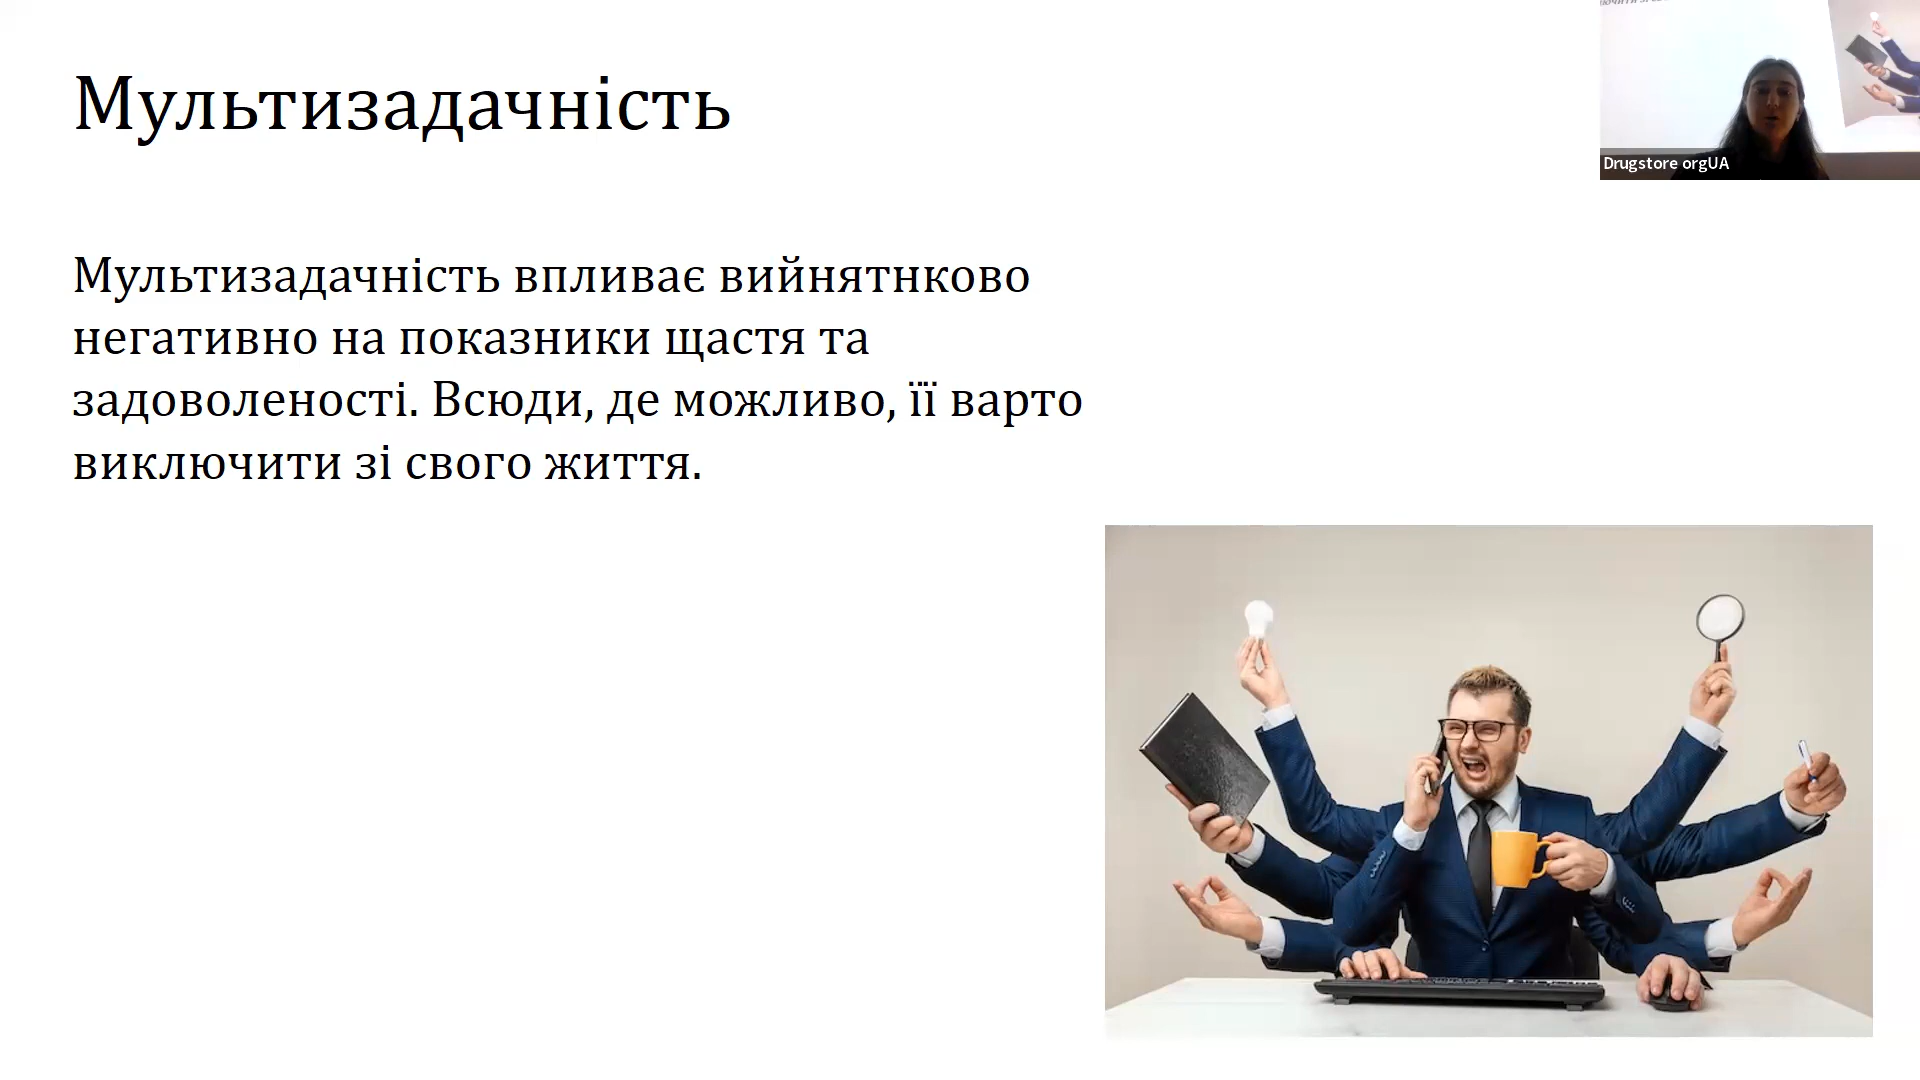 Мультизадачність
Drugstore orgUA
Мультизадачність впливає вийнятнково
негативно на показники щастя та
задоволеності. Всюди, де можливо, її варто
виключити зі свого життя.